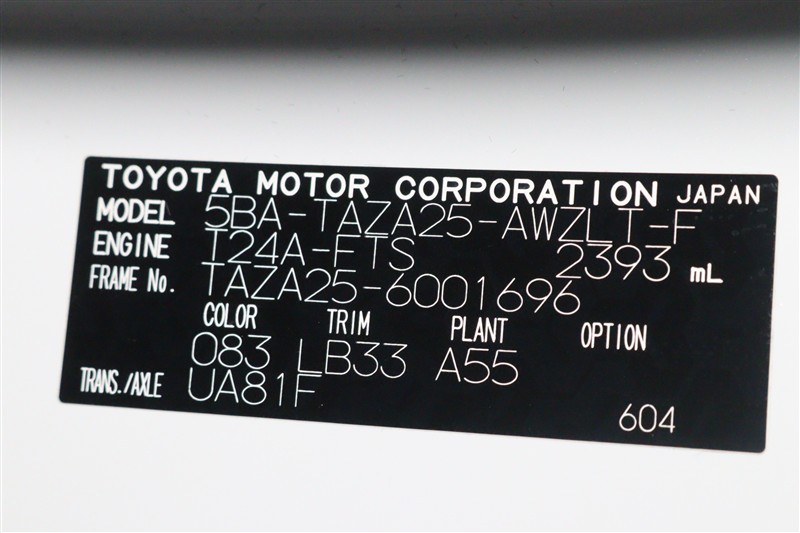 TOYOTA MOTOR CORPORATION JAPAN
MODEL 5BA-TAZA25-AWZLT-F
ENGINE T24A-FTS 2393 mL
FRAME No. TAZA25-6001696
COLOR TRIM PLANT OPTION
083 LB33 A55
TRANS./AXLE UA81F
604